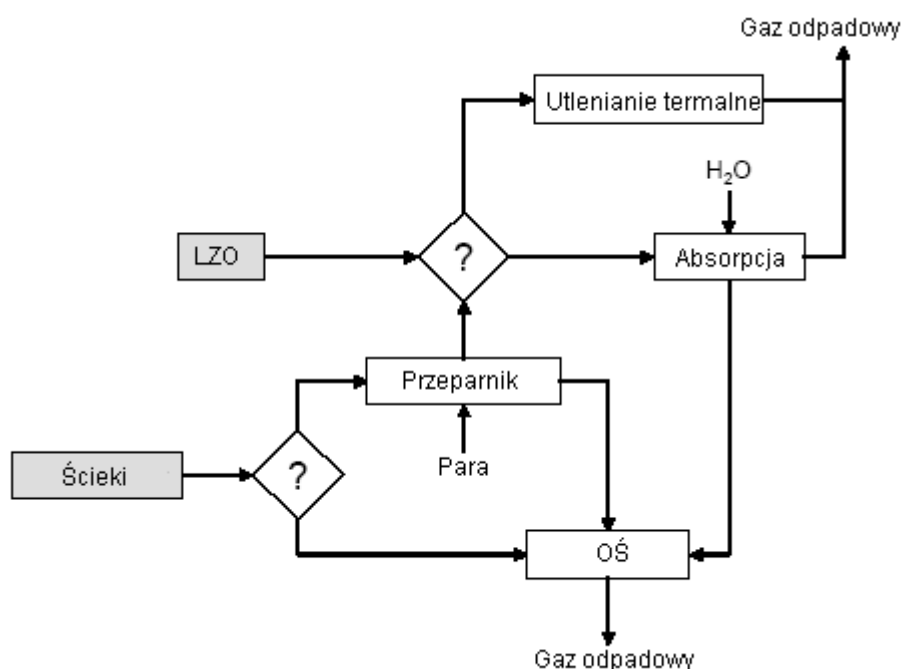 Gaz odpadowy
Utlenianie termalne
H₂O
LZO
?
Absorpcja
Przeparnik
?
Ścieki
Para
OŚ
Gaz odpadowy